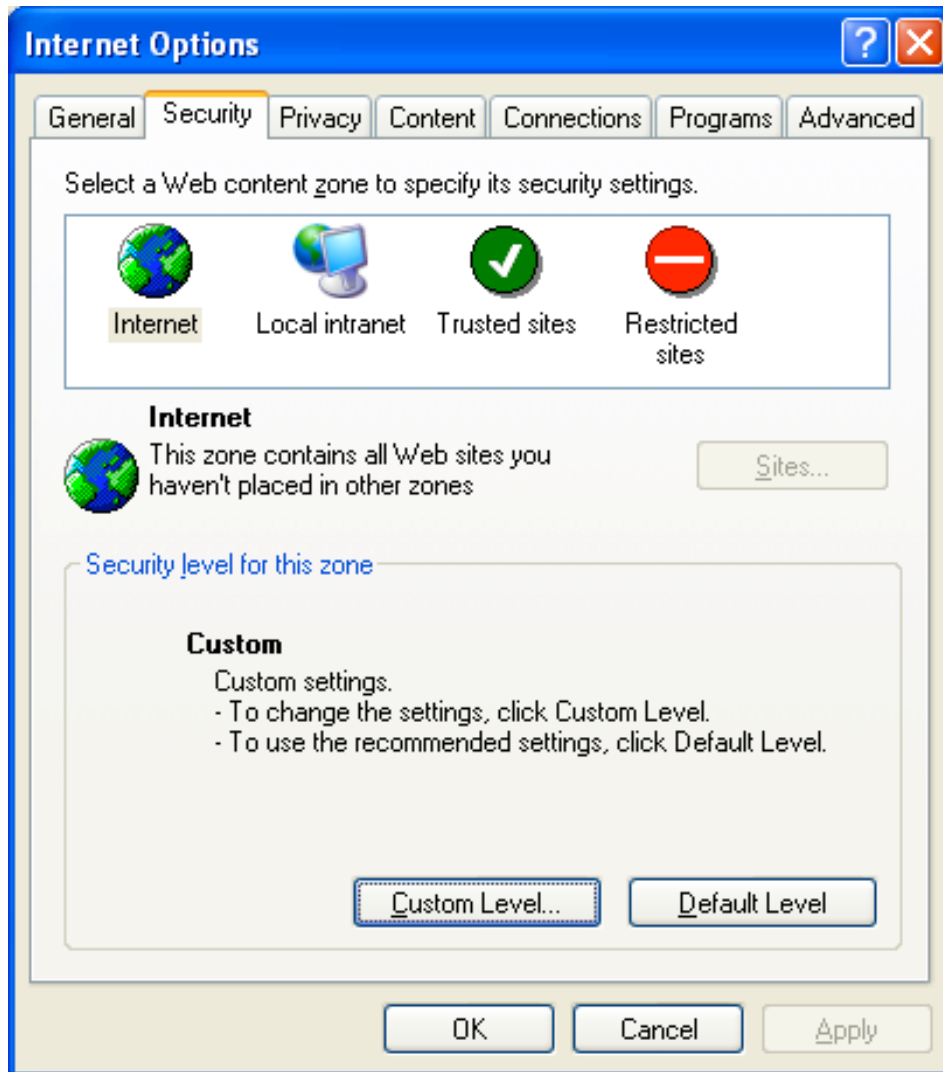 Internet Options
General Security Privacy Content Connections Programs Advanced
Select a Web content zone to specify its security settings.
Internet Local intranet Trusted sites Restricted
sites
Internet
This zone contains all Web sites you
haven't placed in other zones
Sites...
Security level for this zone
Custom
Custom settings.
- To change the settings, click Custom Level.
- To use the recommended settings, click Default Level.
Custom Level... Default Level
OK Cancel Apply